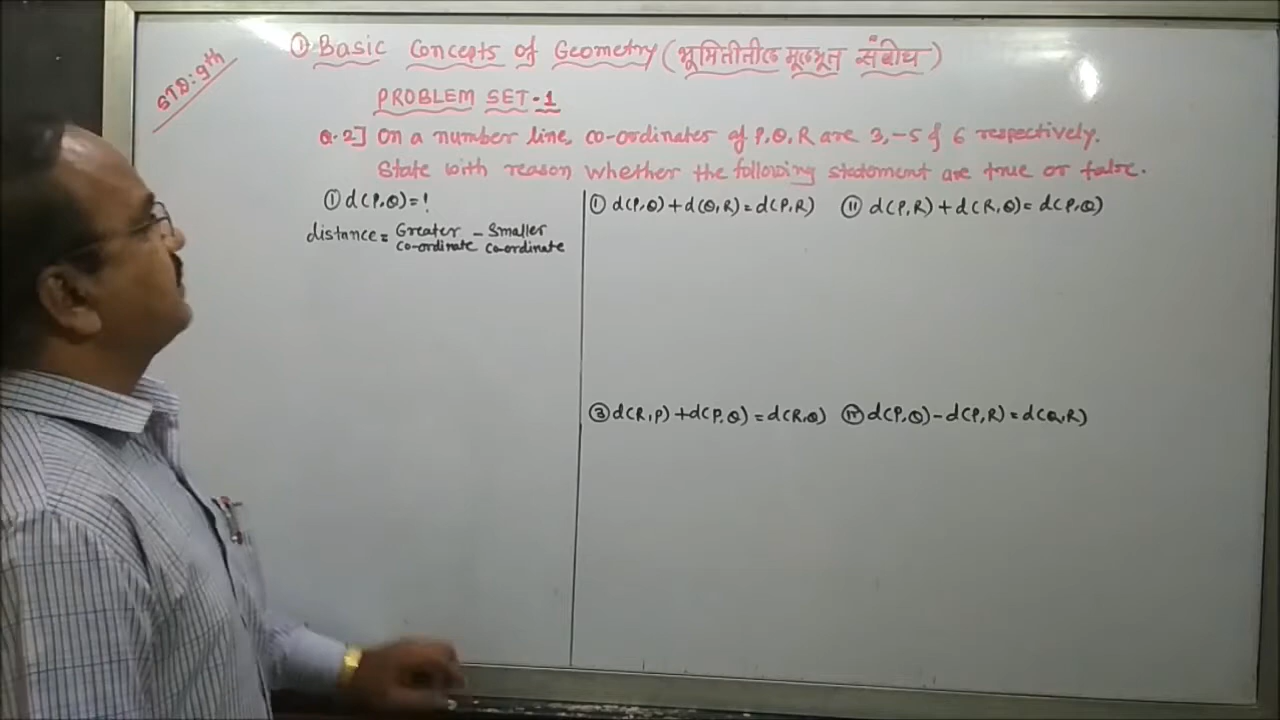 STD:9th
① Basic Concepts of Geometry (भूमितीतील मूलभूत संबोध)
PROBLEM SET-1
Q.2] On a number line, co-ordinates of P,Q,R are 3,-5 & 6 respectively.
State with reason whether the following statement are true or false.
① d(P,Q)=?
distance = Greater co-ordinate - Smaller co-ordinate
① d(P,Q)+d(Q,R)=d(P,R)
② d(P,R)+d(R,Q)=d(P,Q)
③ d(R,P)+d(P,Q)=d(R,Q)
④ d(P,Q)-d(P,R)=d(Q,R)